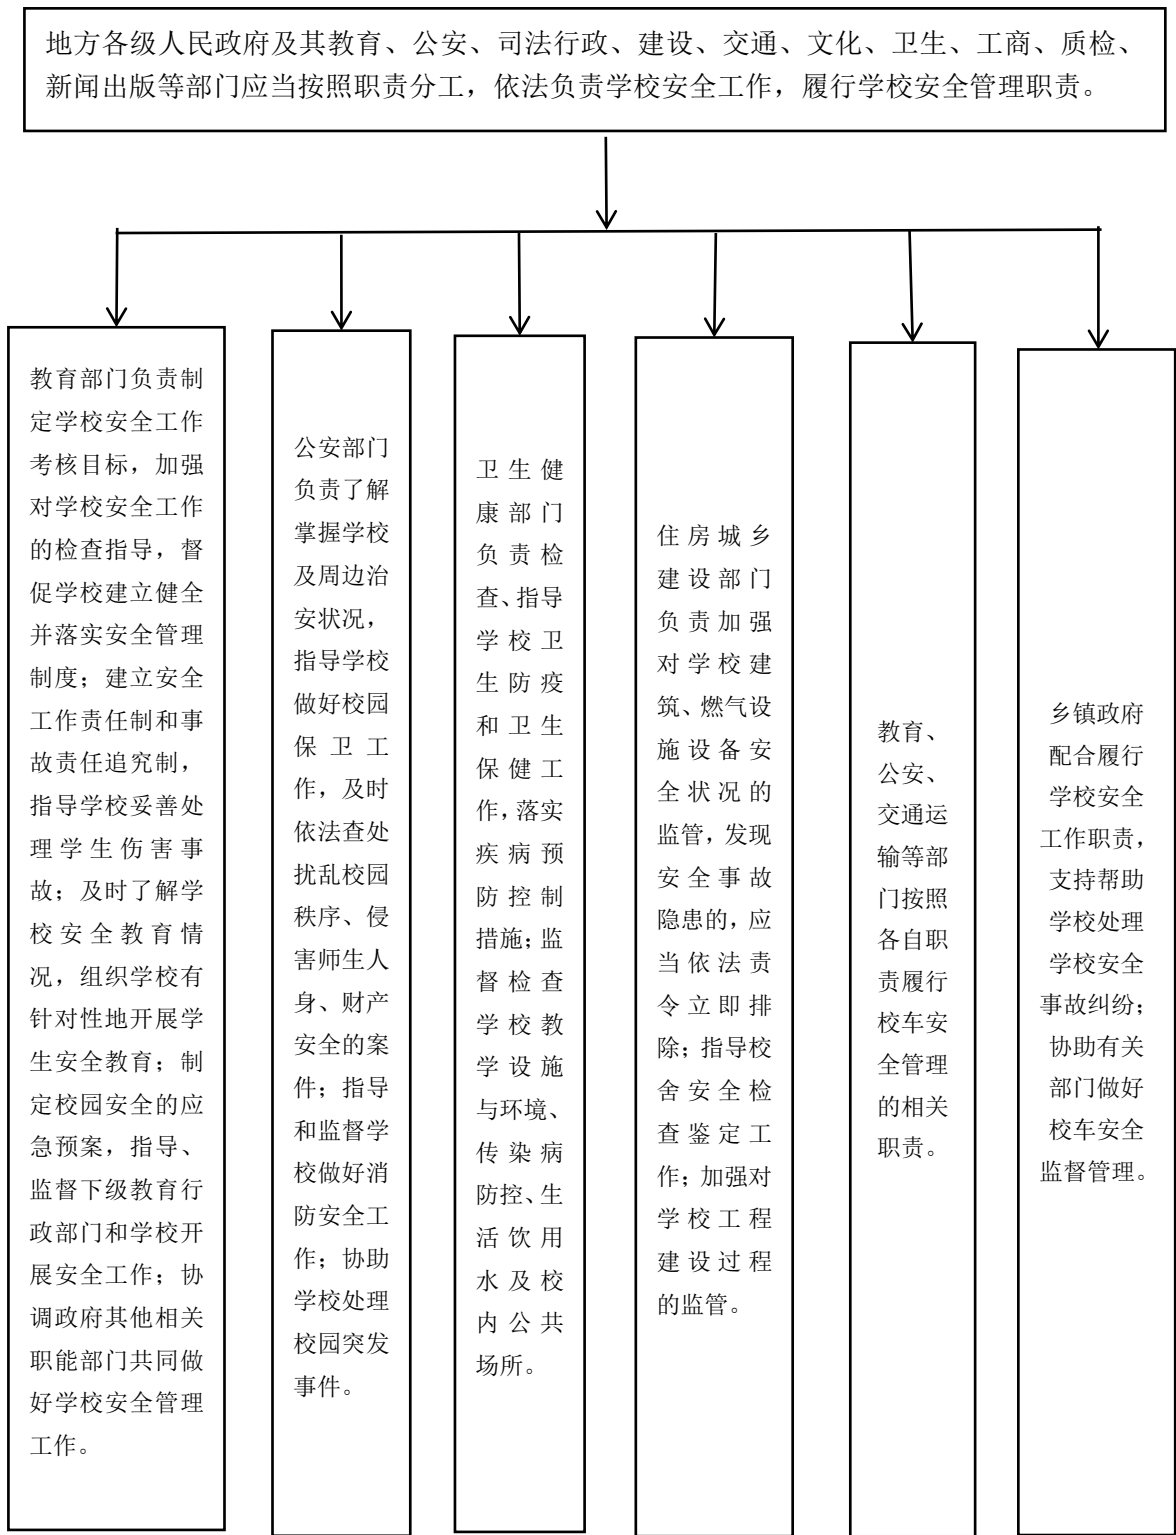 地方各级人民政府及其教育、公安、司法行政、建设、交通、文化、卫生、工商、质检、
新闻出版等部门应当按照职责分工，依法负责学校安全工作，履行学校安全管理职责。
教育部门负责制
定学校安全工作
考核目标，加强
对学校安全工作
的检查指导，督
促学校建立健全
并落实安全管理
制度；建立安全
工作责任制和事
故责任追究制，
指导学校妥善处
理学生伤害事
故；及时了解学
校安全教育情
况，组织学校有
针对性地开展学
生安全教育；制
定校园安全的应
急预案，指导、
监督下级教育行
政部门和学校开
展安全工作；协
调政府其他相关
职能部门共同做
好学校安全管理
工作。
公安部门
负责了解
掌握学校
及周边治
安状况，
指导学校
做好校园
保卫工
作，及时
依法查处
扰乱校园
秩序、侵
害师生人
身、财产
安全的案
件；指导
和监督学
校做好消
防安全工
作；协助
学校处理
校园突发
事件。
卫生健
康部门
负责检
查、指导
学校卫
生防疫
和卫生
保健工
作，落实
疾病预
防控制
措施；监
督检查
学校教
学设施
与环境、
传染病
防控、生
活饮用
水及校
内公共
场所。
住房城乡
建设部门
负责加强
对学校建
筑、燃气设
施设备安
全状况的
监管，发现
安全事故
隐患的，应
当依法责
令立即排
除；指导校
舍安全检
查鉴定工
作；加强对
学校工程
建设过程
的监管。
教育、
公安、
交通运
输等部
门按照
各自职
责履行
校车安
全管理
的相关
职责。
乡镇政府
配合履行
学校安全
工作职责，
支持帮助
学校处理
学校安全
事故纠纷；
协助有关
部门做好
校车安全
监督管理。